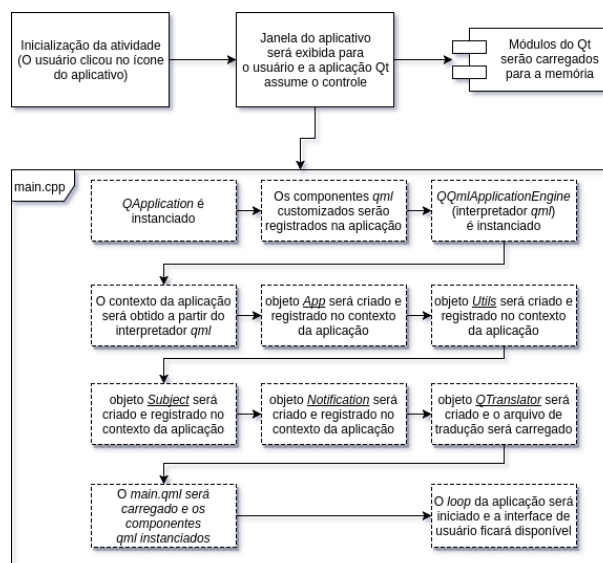 Inicialização da atividade
(O usuário clicou no ícone
do aplicativo)
Janela do aplicativo
será exibida para
o usuário e a aplicação Qt
assume o controle
Módulos do Qt
serão carregados
para a memória
main.cpp
QApplication é
instanciado
Os componentes qml
customizados serão
registrados na aplicação
QQmlApplicationEngine
(interpretador qml)
é instanciado
O contexto da aplicação
será obtido a partir do
interpretador qml
objeto App será criado e
registrado no contexto
da aplicação
objeto Utils será criado e
registrado no contexto
da aplicação
objeto Subject será
criado e registrado no
contexto da aplicação
objeto Notification será
criado e registrado no
contexto da aplicação
objeto QTranslator será
criado e o arquivo de
tradução será carregado
O main.qml será
carregado e os
componentes
qml instanciados
O loop da aplicação será
iniciado e a interface de
usuário ficará disponível